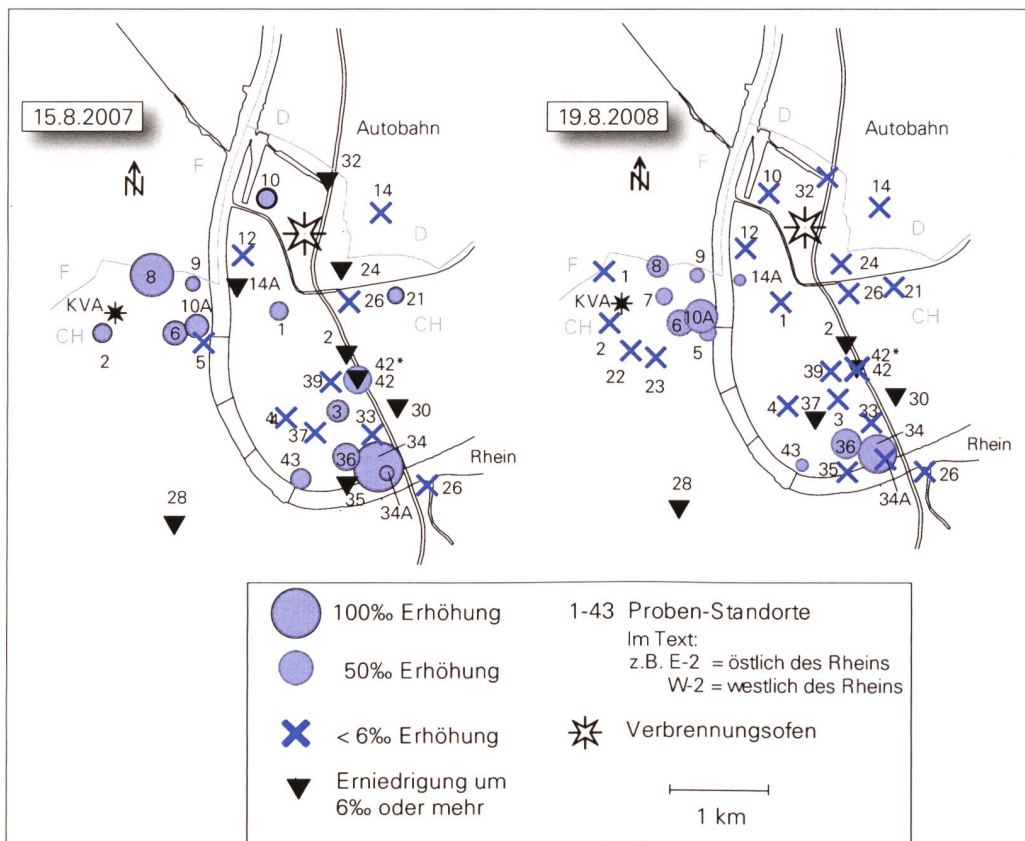 15.8.2007
D
Autobahn
F
N
32
10
14
12
D
F
8
9
24
KVA
14A
10A
26
21
CH
6
1
CH
2
5
2
42*
39
42
3
30
4
37
33
34
36
Rhein
43
35
26
34A
28
19.8.2008
D
Autobahn
F
N
10
32
14
12
D
F
8
9
24
1
14A
KVA
7
26
21
10A
CH
6
1
CH
2
5
2
22
23
42*
39
42
37
30
4
3
33
34
36
Rhein
43
35
26
34A
28
100‰ Erhöhung
50‰ Erhöhung
< 6‰ Erhöhung
Erniedrigung um
6‰ oder mehr
1-43 Proben-Standorte
Im Text:
z.B. E-2 = östlich des Rheins
W-2 = westlich des Rheins
Verbrennungsofen
1 km